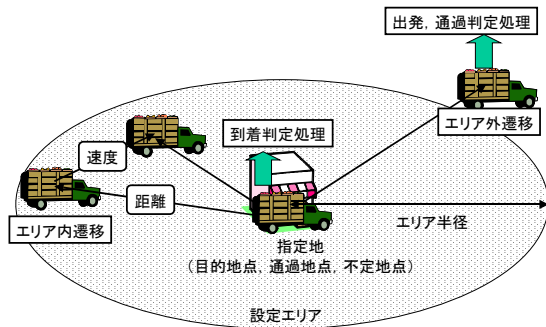 出発，通過判定処理
エリア外遷移
到着判定処理
速度
距離
エリア内遷移
エリア半径
指定地
（目的地点，通過地点，不定地点）
設定エリア